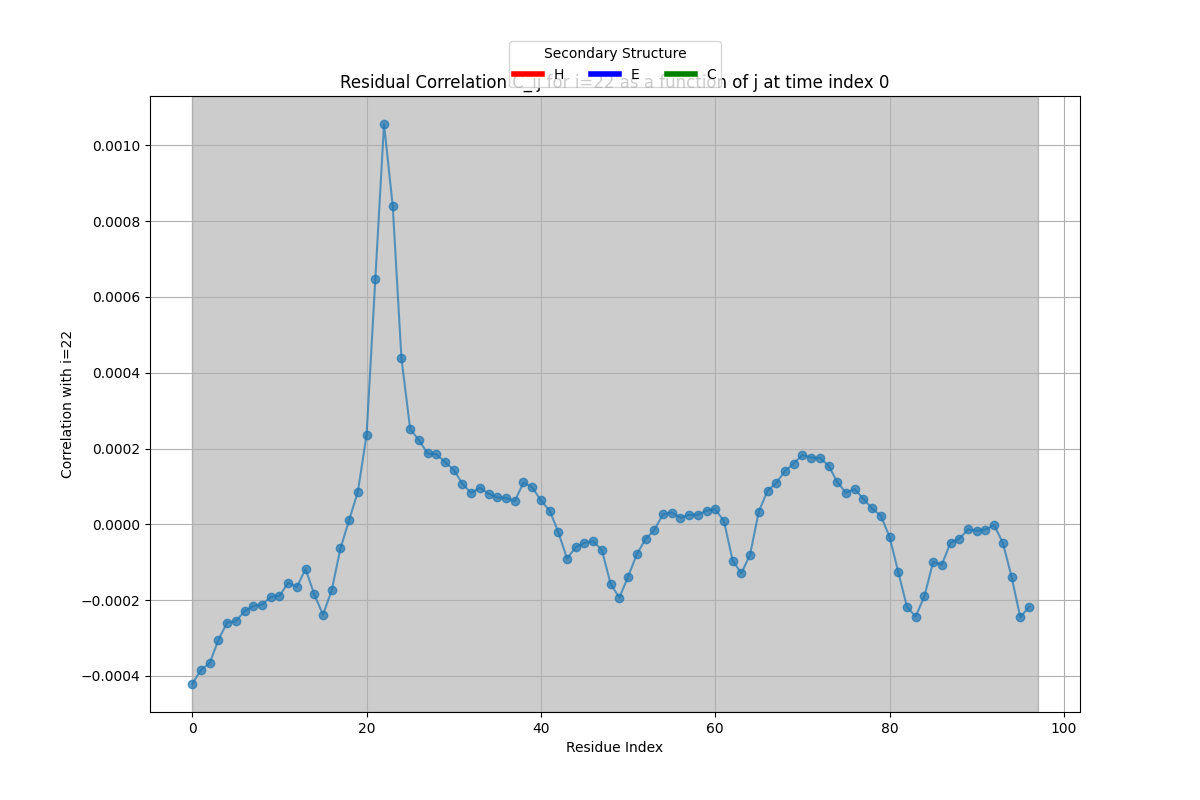 Secondary Structure
H E C
Residual Correlation C_ij for i=22 as a function of j at time index 0
0.0010
0.0008
0.0006
0.0004
0.0002
0.0000
−0.0002
−0.0004
Correlation with i=22
0 20 40 60 80 100
Residue Index